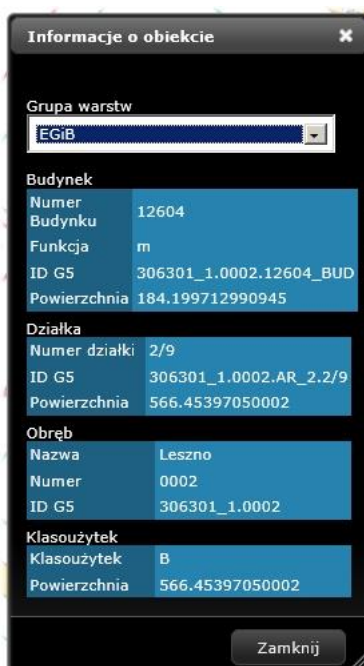 Informacje o obiekcie
Grupa warstw
EGiB
Budynek
Numer Budynku 12604
Funkcja m
ID G5 306301_1.0002.12604_BUD
Powierzchnia 184.199712990945
Działka
Numer działki 2/9
ID G5 306301_1.0002.AR_2.2/9
Powierzchnia 566.45397050002
Obręb
Nazwa Leszno
Numer 0002
ID G5 306301_1.0002
Klasoużytek
Klasoużytek B
Powierzchnia 566.45397050002
Zamknij